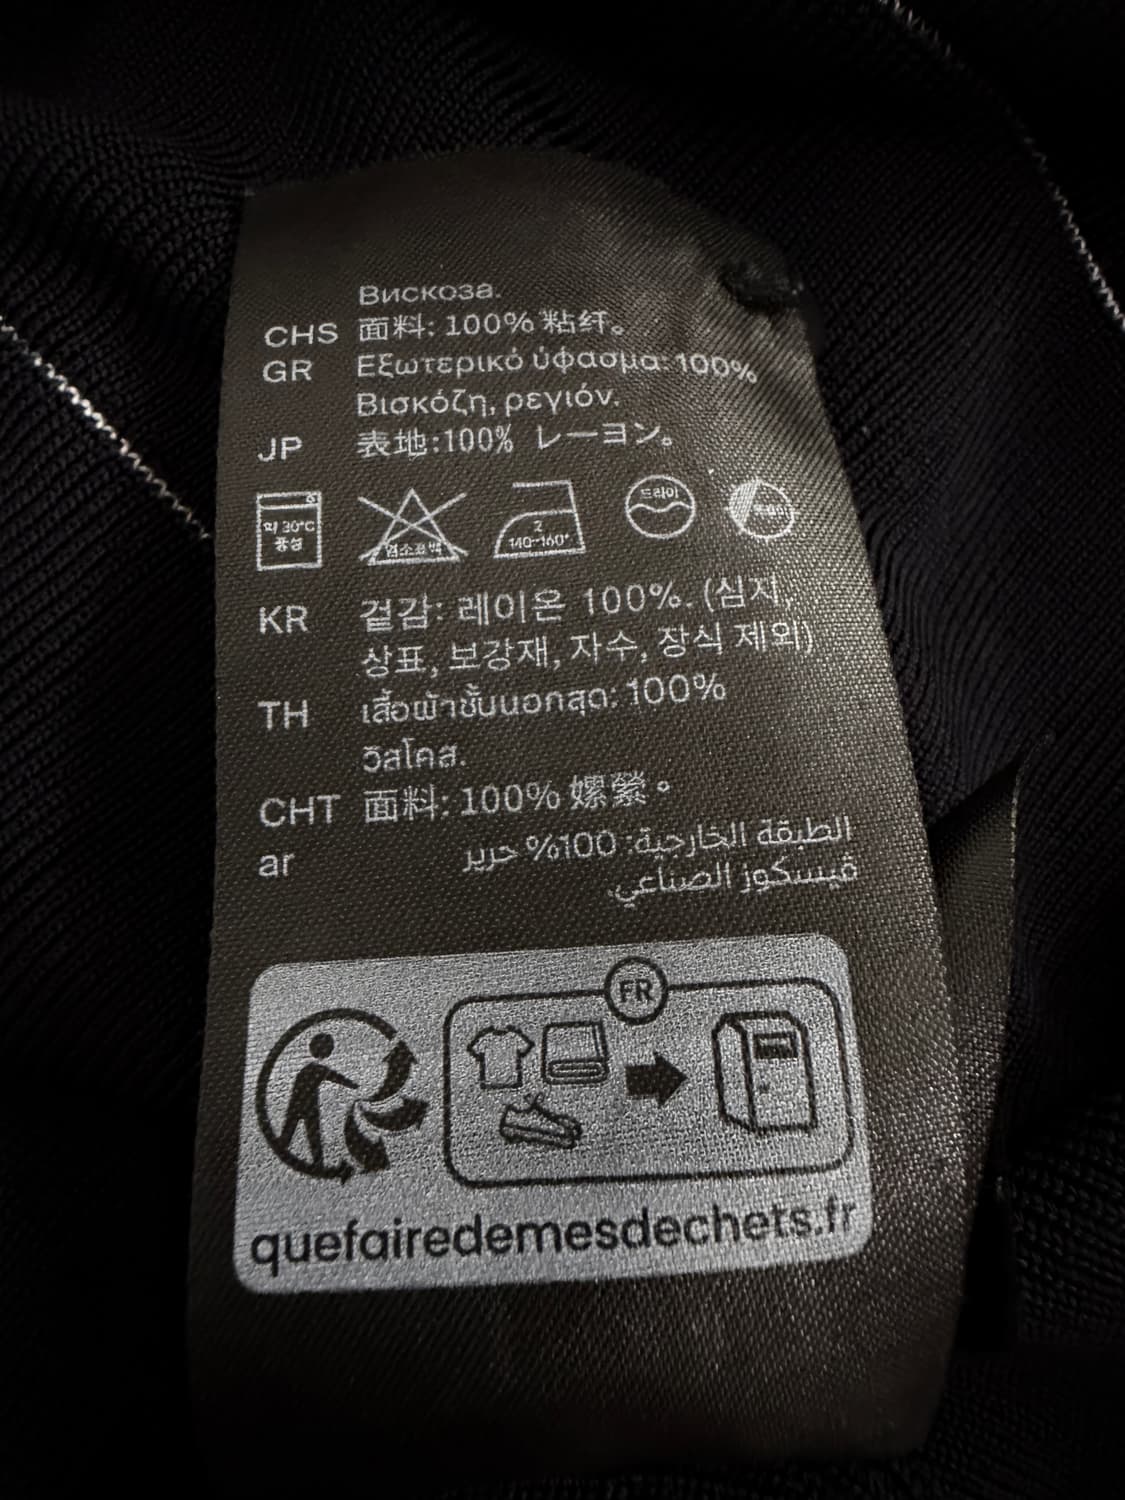 Вискоза.
CHS 面料: 100% 粘纤。
GR Εξωτερικό ύφασμα: 100%
Βισκόζη, ρεγιόν.
JP 表地:100% レーヨン。
약 30°C
중성
염소표백
2
140~160°
드라이
KR 겉감: 레이온 100%. (심지,
상표, 보강재, 자수, 장식 제외)
TH เสื้อผ้าชั้นนอกสุด: 100%
วิสโคส.
CHT 面料: 100% 嫘縈。
ar الطبقة الخارجية: 100% حرير
ڤيسكوز الصناعي.
FR
quefairedemesdechets.fr